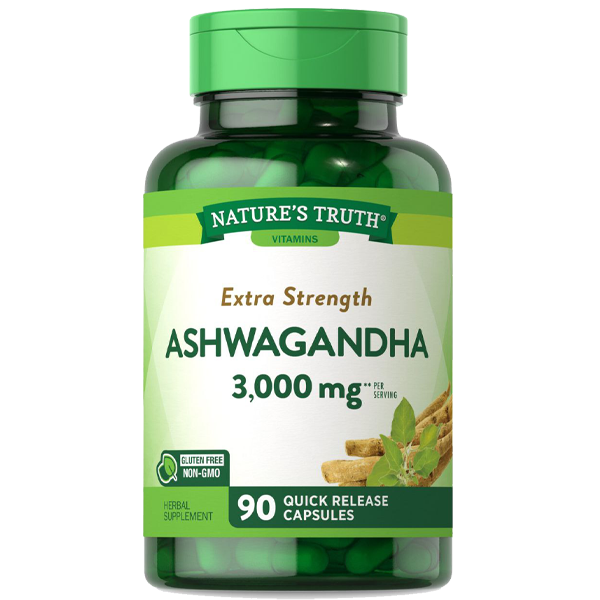 NATURE'S TRUTH®
VITAMINS
Extra Strength
ASHWAGANDHA
3,000 mg** PER SERVING
GLUTEN FREE
NON-GMO
HERBAL
SUPPLEMENT
90 QUICK RELEASE
CAPSULES